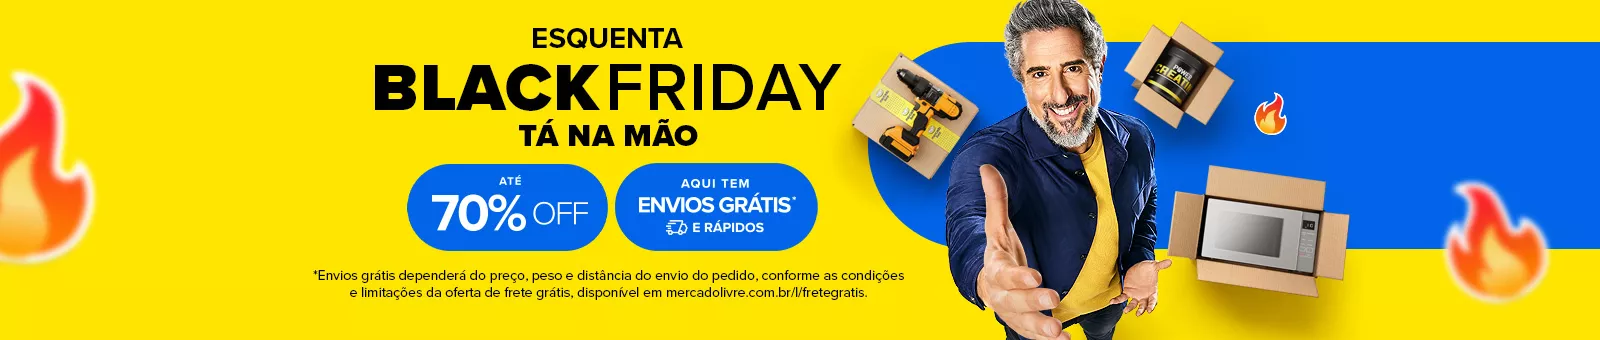 ESQUENTA
BLACK FRIDAY
TÁ NA MÃO
ATÉ
70% OFF
AQUI TEM
ENVIOS GRÁTIS*
E RÁPIDOS
*Envios grátis dependerá do preço, peso e distância do envio do pedido, conforme as condições
e limitações da oferta de frete grátis, disponível em mercadolivre.com.br/l/fretegratis.
POWER